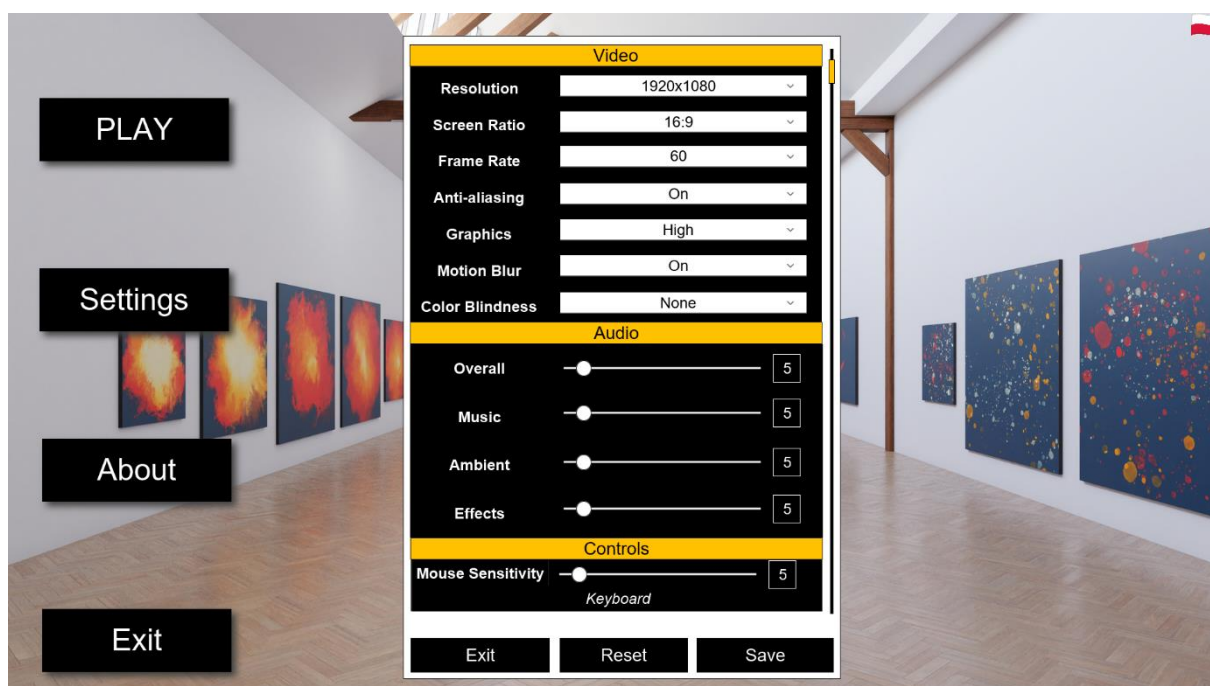 PLAY
Settings
About
Exit
Video
Resolution 1920x1080
Screen Ratio 16:9
Frame Rate 60
Anti-aliasing On
Graphics High
Motion Blur On
Color Blindness None
Audio
Overall 5
Music 5
Ambient 5
Effects 5
Controls
Mouse Sensitivity 5
Keyboard
Exit Reset Save